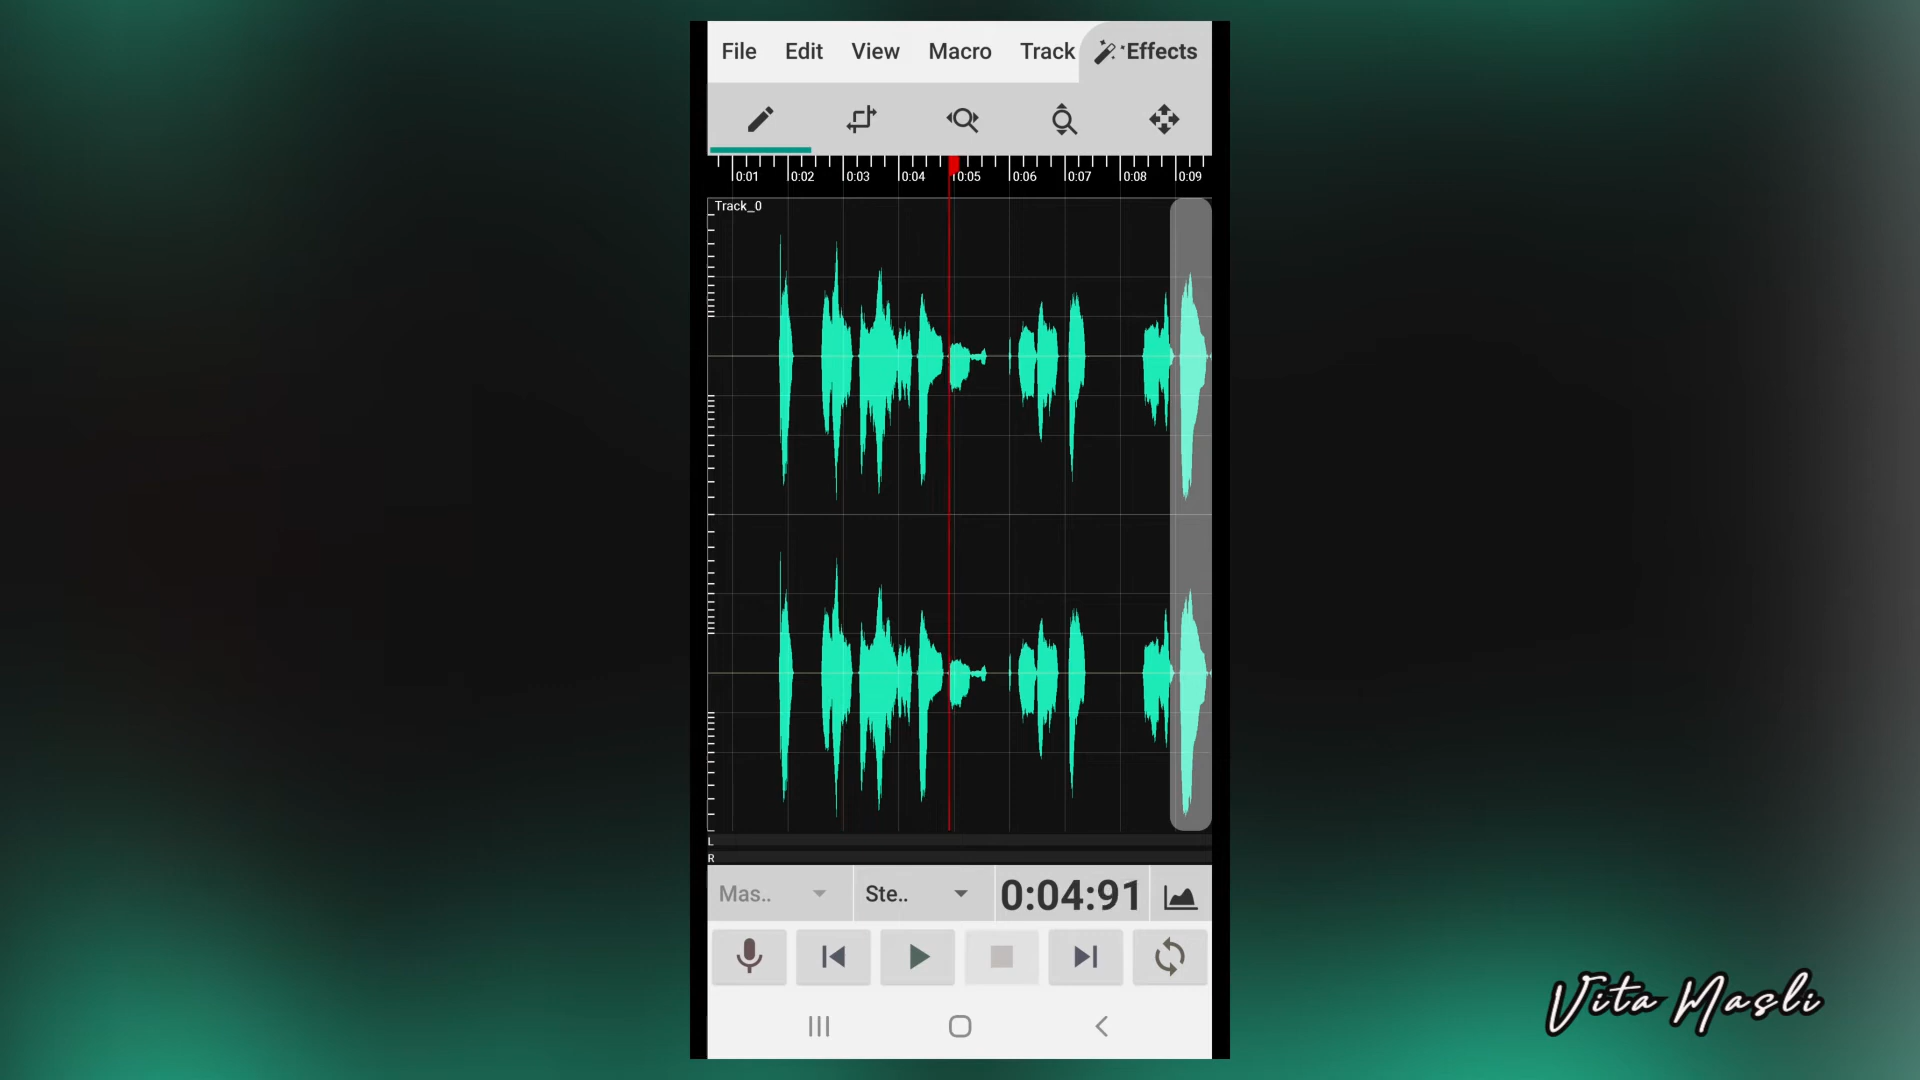 File Edit View Macro Track Effects
0:01 0:02 0:03 0:04 0:05 0:06 0:07 0:08 0:09
Track_0
L
R
Mas.. Ste.. 0:04:91
Vita Masli